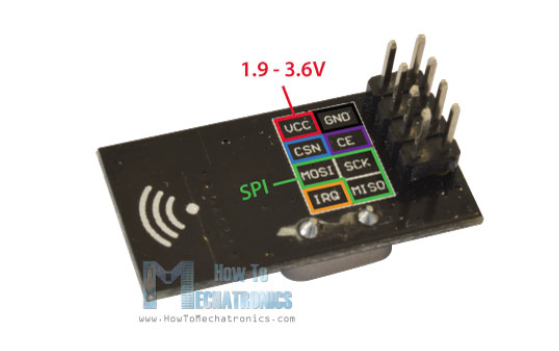 1.9 - 3.6V
VCC GND
CSN CE
SPI MOSI SCK
IRQ MISO
How To
MECHATRONICS
www.HowToMechatronics.com